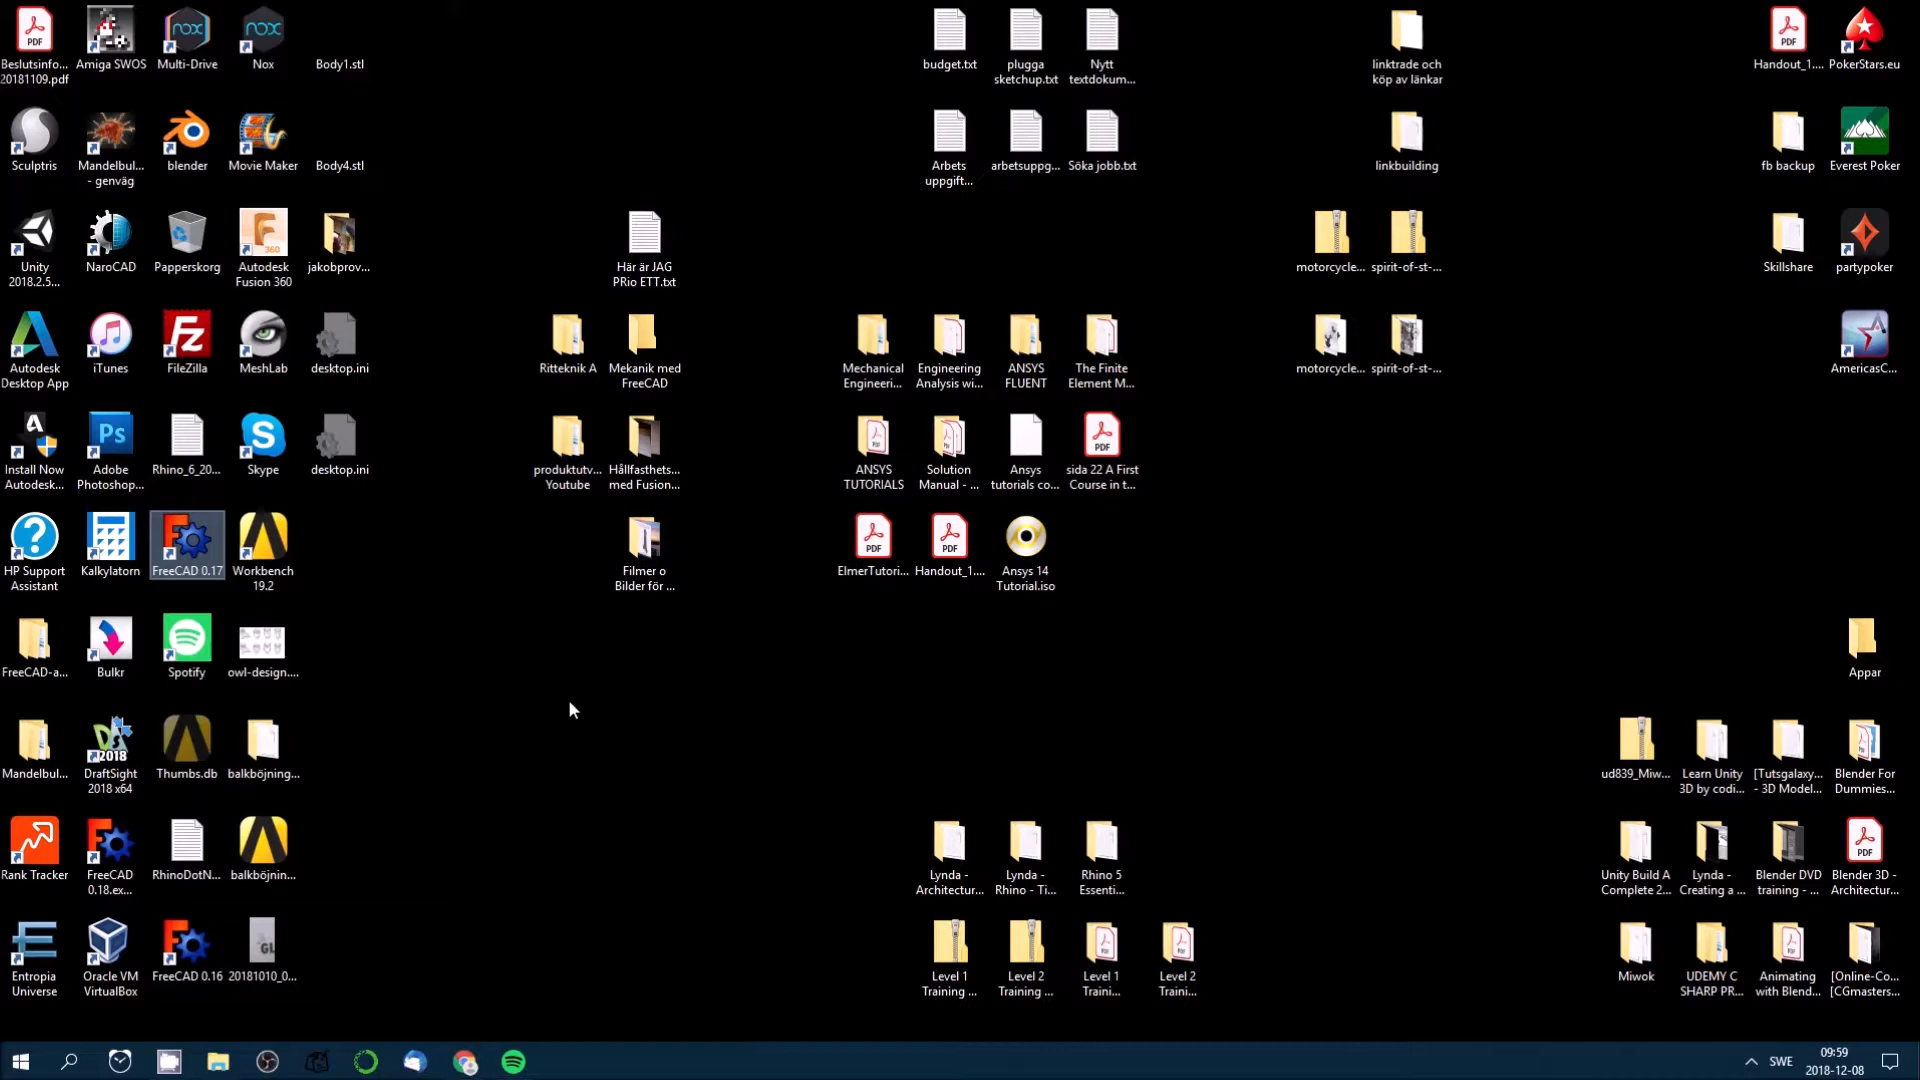 Beslutsinfo...
20181109.pdf
Amiga SWOS
Multi-Drive
Nox
Body1.stl
budget.txt
plugga
sketchup.txt
Nytt
textdokum...
linktrade och
köp av länkar
Handout_1....
PokerStars.eu
Sculptris
Mandelbul...
- genväg
blender
Movie Maker
Body4.stl
Arbets
uppgift...
arbetsuppg...
Söka jobb.txt
linkbuilding
fb backup
Everest Poker
Unity
2018.2.5...
NaroCAD
Papperskorg
360
Autodesk
Fusion 360
jakobprov...
Här är JAG
PRio ETT.txt
motorcycle...
spirit-of-st-...
Skillshare
partypoker
Autodesk
Desktop App
iTunes
FileZilla
MeshLab
desktop.ini
Ritteknik A
Mekanik med
FreeCAD
Mechanical
Engineeri...
Engineering
Analysis wi...
ANSYS
FLUENT
The Finite
Element M...
motorcycle...
spirit-of-st-...
AmericasC...
Install Now
Autodesk...
Adobe
Photoshop...
Rhino_6_20...
Skype
desktop.ini
produktutv...
Youtube
Hållfasthets...
med Fusion...
ANSYS
TUTORIALS
Solution
Manual - ...
Ansys
tutorials co...
sida 22 A First
Course in t...
HP Support
Assistant
Kalkylatorn
FreeCAD 0.17
Workbench
19.2
Filmer o
Bilder för ...
ElmerTutori...
Handout_1....
Ansys 14
Tutorial.iso
FreeCAD-a...
Bulkr
Spotify
owl-design....
Appar
Mandelbul...
DraftSight
2018 x64
Thumbs.db
balkböjning...
ud839_Miw...
Learn Unity
3D by codi...
[Tutsgalaxy...
- 3D Model...
Blender For
Dummies...
Rank Tracker
FreeCAD
0.18.ex...
RhinoDotN...
balkböjnin...
Lynda -
Architectur...
Lynda -
Rhino - Ti...
Rhino 5
Essenti...
Unity Build A
Complete 2...
Lynda -
Creating a ...
Blender DVD
training - ...
Blender 3D -
Architectur...
Entropia
Universe
Oracle VM
VirtualBox
FreeCAD 0.16
20181010_0...
Level 1
Training ...
Level 2
Training ...
Level 1
Traini...
Level 2
Traini...
Miwok
UDEMY C
SHARP PR...
Animating
with Blend...
[Online-Co...
[CGmasters...
SWE
09:59
2018-12-08